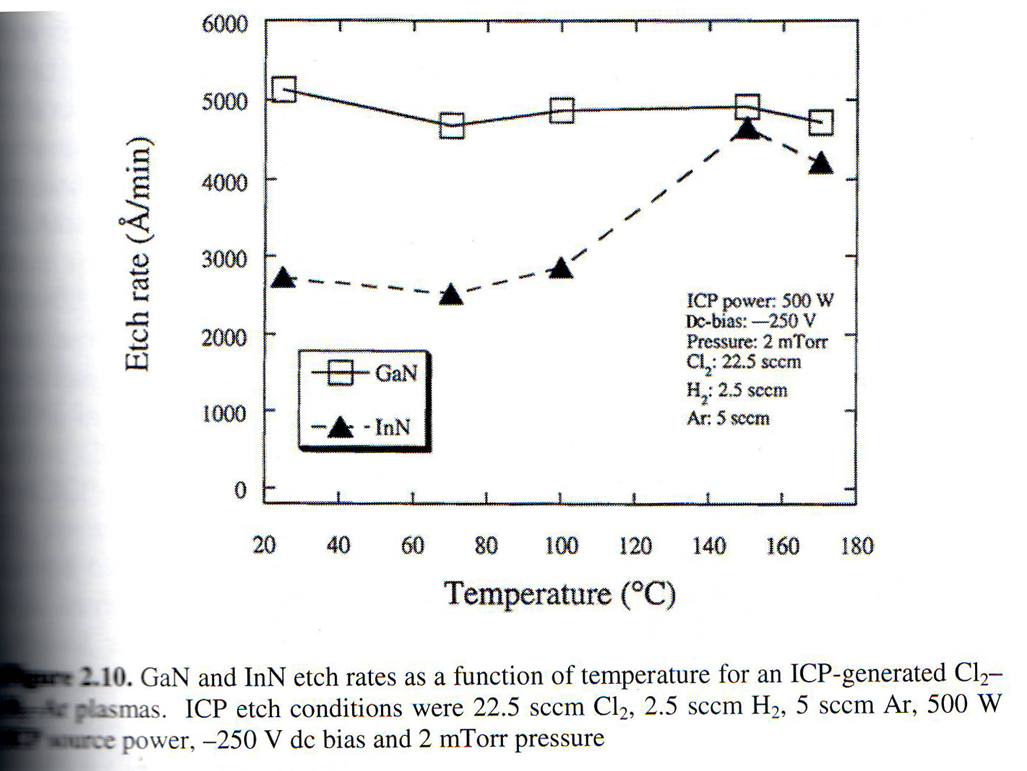 6000
5000
4000
3000
2000
1000
0
Etch rate (Å/min)
GaN
InN
ICP power: 500 W
Dc-bias: —250 V
Pressure: 2 mTorr
Cl₂: 22.5 sccm
H₂: 2.5 sccm
Ar: 5 sccm
20 40 60 80 100 120 140 160 180
Temperature (°C)
2.10. GaN and InN etch rates as a function of temperature for an ICP-generated Cl₂–
plasmas. ICP etch conditions were 22.5 sccm Cl₂, 2.5 sccm H₂, 5 sccm Ar, 500 W
source power, –250 V dc bias and 2 mTorr pressure